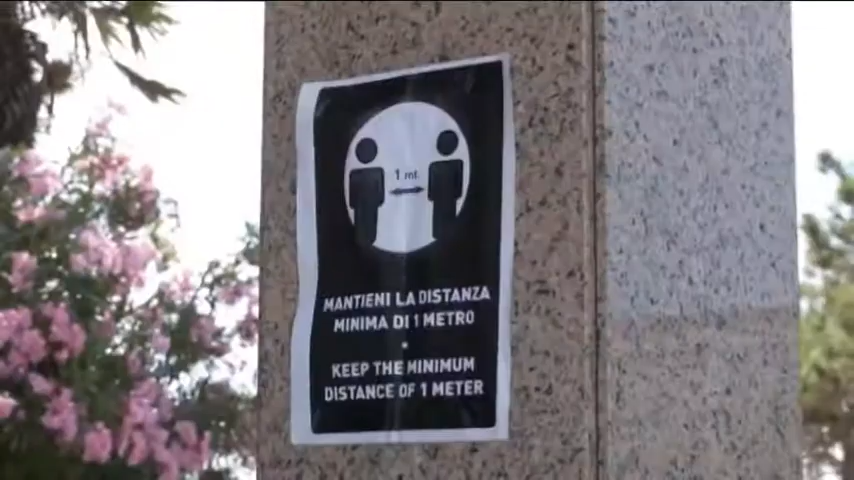 1 mt.
MANTIENI LA DISTANZA
MINIMA DI 1 METRO
•
KEEP THE MINIMUM
DISTANCE OF 1 METER